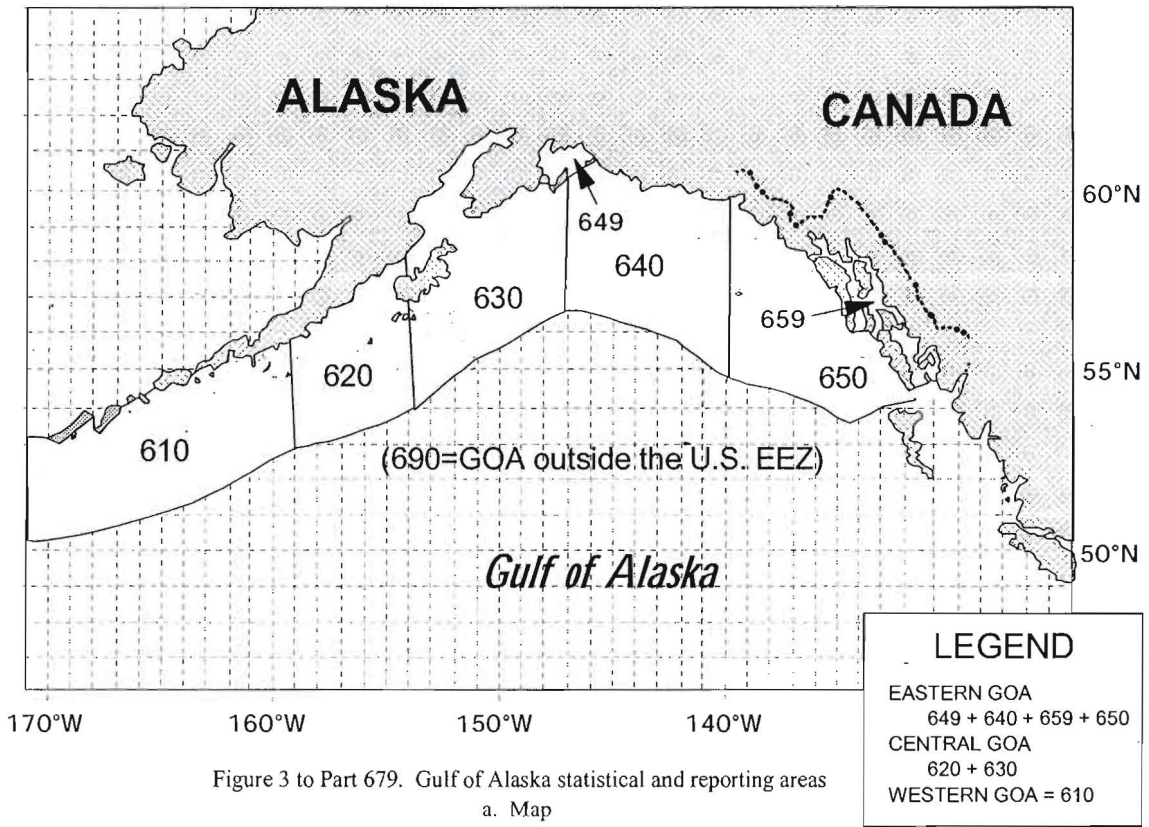 ALASKA
CANADA
60°N
649
640
630
659
55°N
620
650
610
(690=GOA outside the U.S. EEZ)
50°N
Gulf of Alaska
LEGEND
EASTERN GOA
649 + 640 + 659 + 650
CENTRAL GOA
620 + 630
WESTERN GOA = 610
170°W
160°W
150°W
140°W
Figure 3 to Part 679. Gulf of Alaska statistical and reporting areas
a. Map